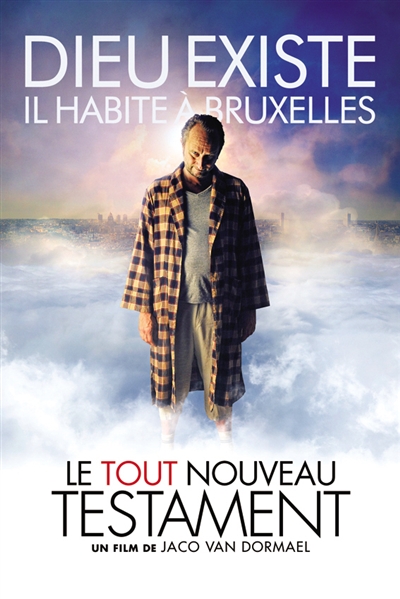 DIEU EXISTE
IL HABITE À BRUXELLES
LE TOUT NOUVEAU
TESTAMENT
UN FILM DE JACO VAN DORMAEL